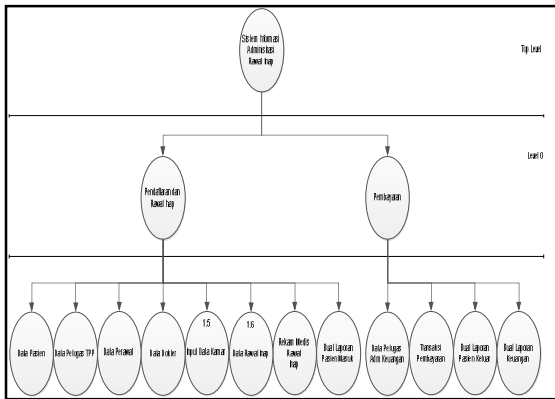 Sistem Informasi
Administrasi
Rawat Inap
Top Level
Level 0
Pendaftaran dan
Rawat Inap
Pembayaran
Data Pasien
Data Petugas TPP
Data Perawat
Data Dokter
1.5
Input Data Kamar
1.6
Data Rawat Inap
Rekam Medis
Rawat
Inap
Buat Laporan
Pasien Masuk
Data Petugas
Adm Keuangan
Transaksi
Pembayaran
Buat Laporan
Pasien Keluar
Buat Laporan
Keuangan